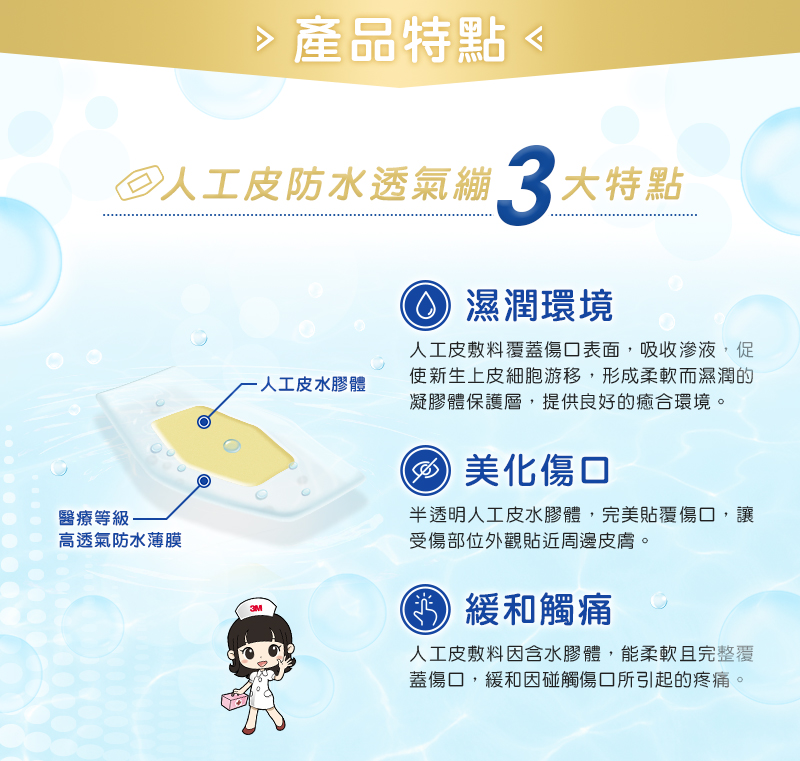 產品特點
人工皮防水透氣繃3大特點
濕潤環境
人工皮敷料覆蓋傷口表面，吸收滲液，促
使新生上皮細胞游移，形成柔軟而濕潤的
凝膠體保護層，提供良好的癒合環境。
人工皮水膠體
美化傷口
半透明人工皮水膠體，完美貼覆傷口，讓
受傷部位外觀貼近周邊皮膚。
醫療等級
高透氣防水薄膜
緩和觸痛
人工皮敷料因含水膠體，能柔軟且完整覆
蓋傷口，緩和因碰觸傷口所引起的疼痛。
3M